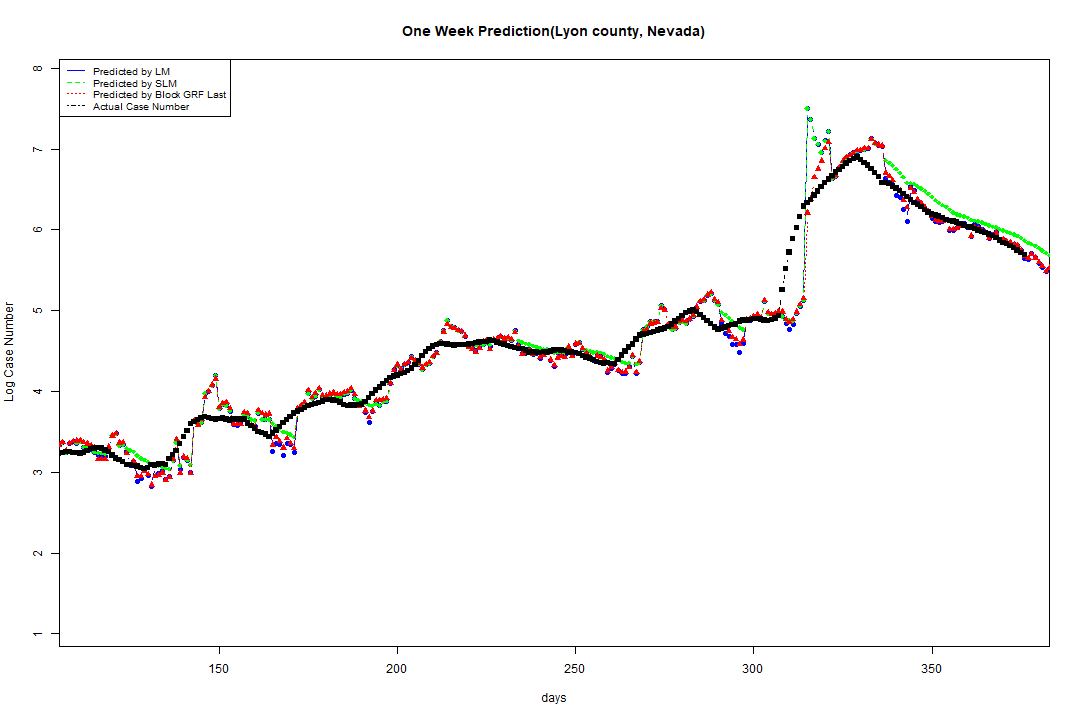 One Week Prediction(Lyon county, Nevada)
Predicted by LM
Predicted by SLM
Predicted by Block GRF Last
Actual Case Number
8
7
6
5
4
3
2
1
Log Case Number
150 200 250 300 350
days